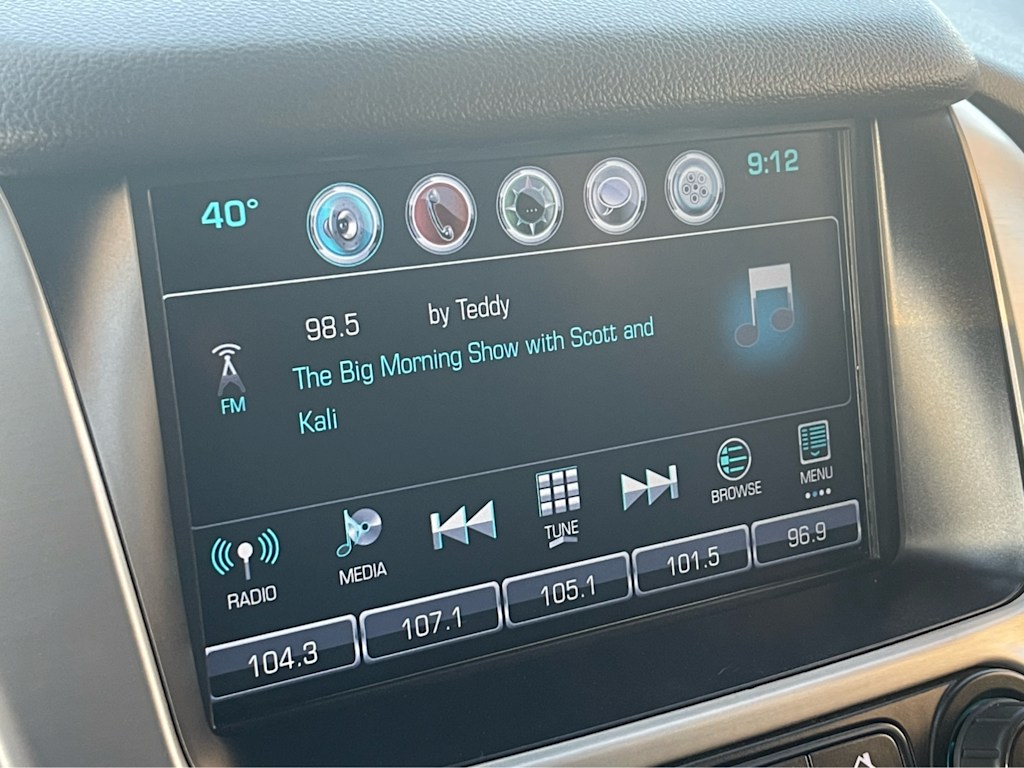 40° 9:12
98.5 by Teddy
The Big Morning Show with Scott and
Kali
FM
RADIO MEDIA TUNE BROWSE MENU
104.3 107.1 105.1 101.5 96.9